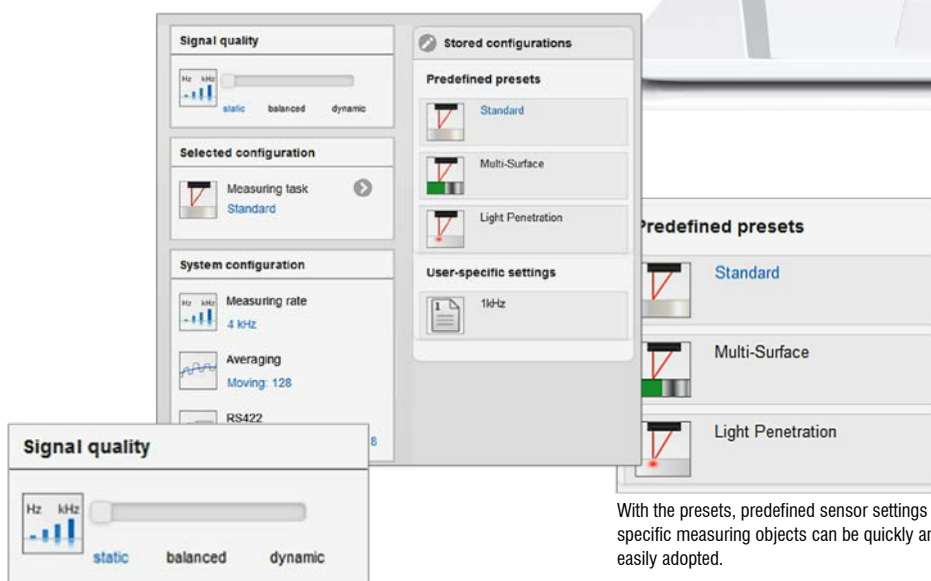 Signal quality
Hz kHz
static balanced dynamic
Selected configuration
Measuring task
Standard
System configuration
Hz kHz
Measuring rate
4 kHz
Averaging
Moving: 128
RS422
8
Stored configurations
Predefined presets
Standard
Multi-Surface
Light Penetration
User-specific settings
1
1kHz
Signal quality
Hz kHz
static balanced dynamic
Predefined presets
Standard
Multi-Surface
Light Penetration
With the presets, predefined sensor settings
specific measuring objects can be quickly
easily adopted.